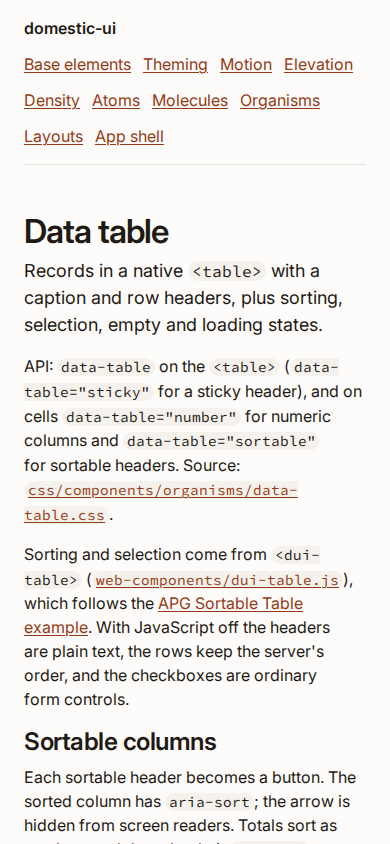 domestic-ui
Base elements Theming Motion Elevation
Density Atoms Molecules Organisms
Layouts App shell
Data table
Records in a native <table> with a
caption and row headers, plus sorting,
selection, empty and loading states.
API: data-table on the <table> ( data-
table="sticky" for a sticky header), and on
cells data-table="number" for numeric
columns and data-table="sortable"
for sortable headers. Source:
css/components/organisms/data-
table.css .
Sorting and selection come from <dui-
table> ( web-components/dui-table.js ),
which follows the APG Sortable Table
example. With JavaScript off the headers
are plain text, the rows keep the server's
order, and the checkboxes are ordinary
form controls.
Sortable columns
Each sortable header becomes a button. The
sorted column has aria-sort ; the arrow is
hidden from screen readers. Totals sort as